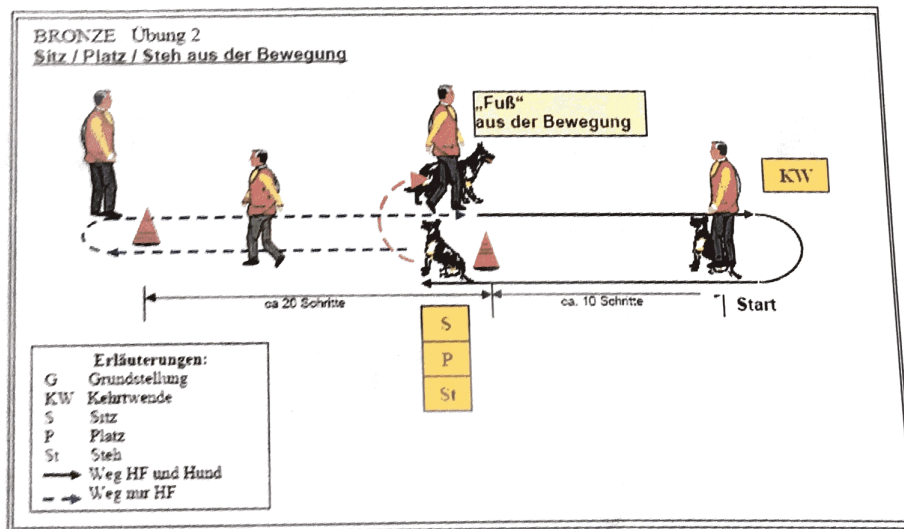 BRONZE Übung 2
Sitz / Platz / Steh aus der Bewegung
„Fuß“
aus der Bewegung
KW
ca 20 Schritte
ca. 10 Schritte
Start
S
P
St
Erläuterungen:
G Grundstellung
KW Kehrtwende
S Sitz
P Platz
St Steh
Weg HF und Hund
Weg nur HF